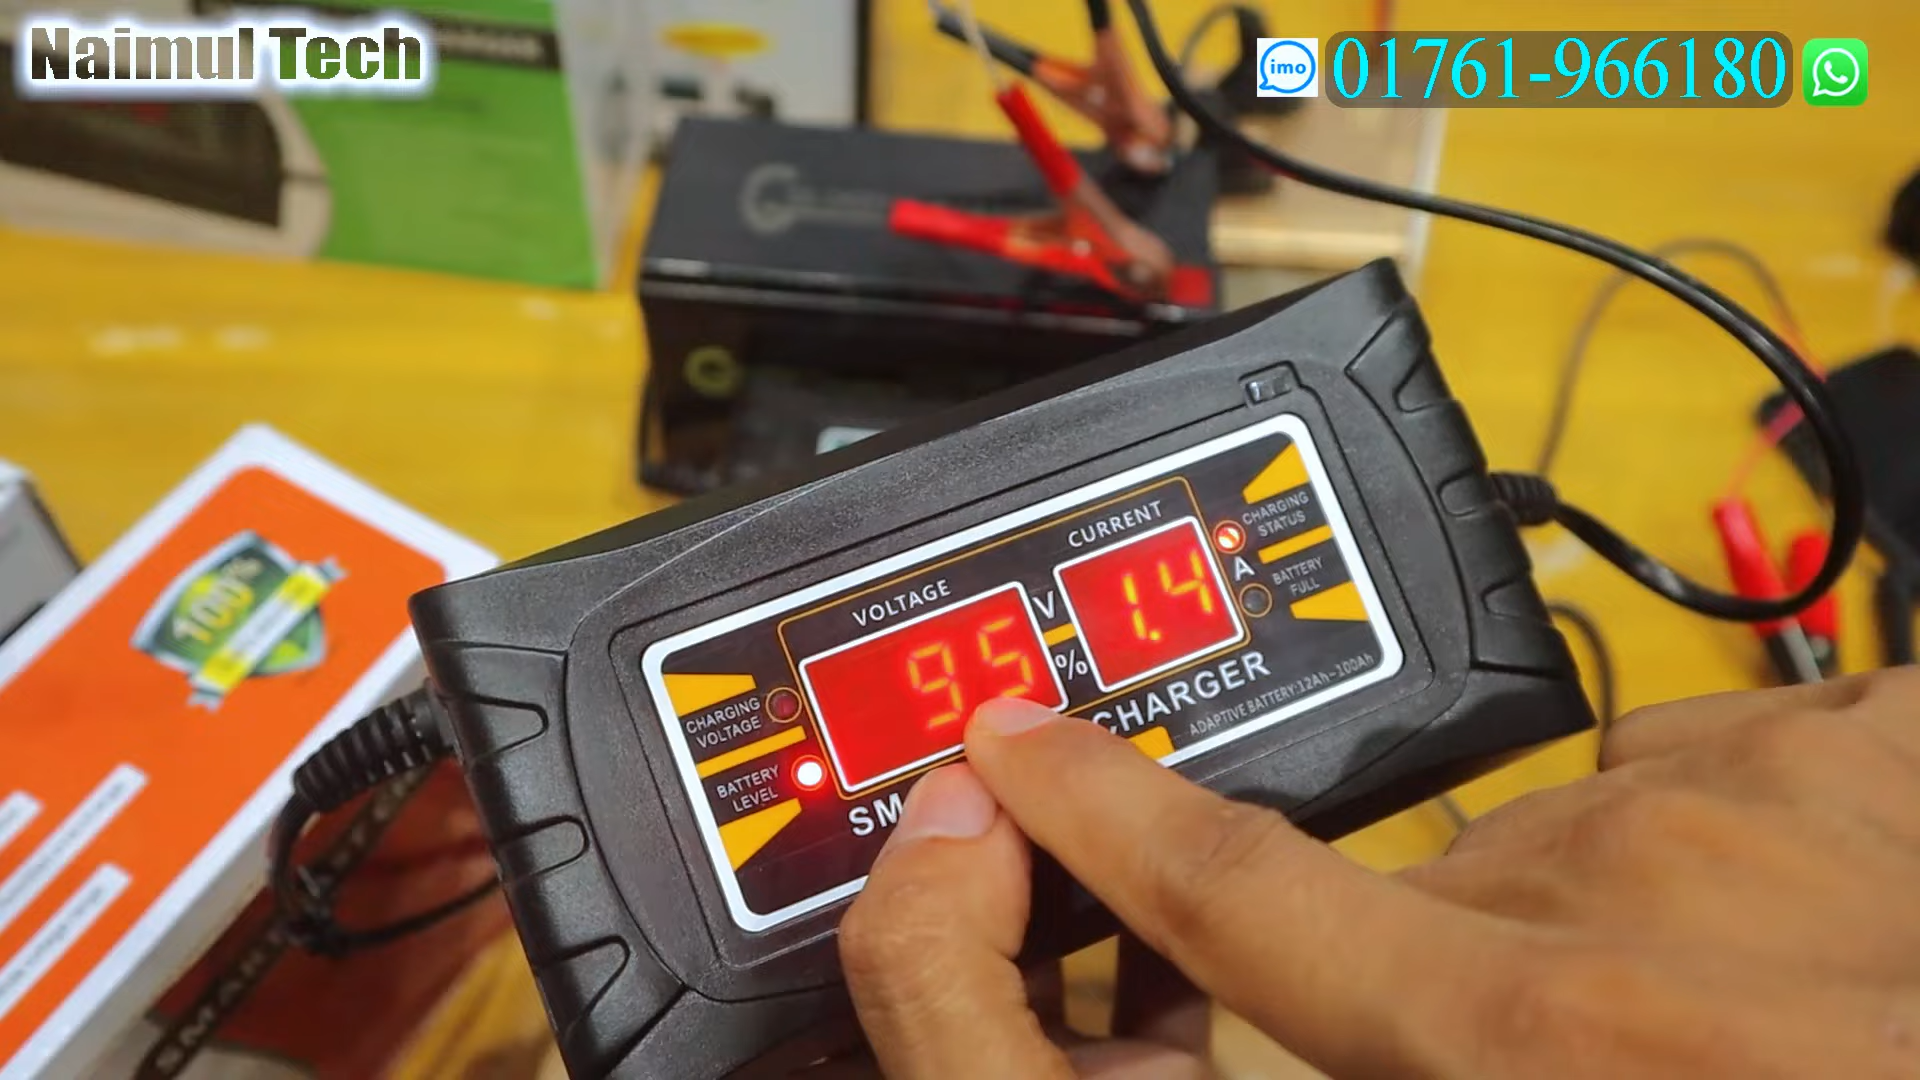 Naimul Tech
imo 01761-966180
VOLTAGE
V
%
95
CURRENT
1.4
A
CHARGING
STATUS
BATTERY
FULL
CHARGING
VOLTAGE
BATTERY
LEVEL
SM
CHARGER
ADAPTIVE BATTERY:12Ah-100Ah
100%